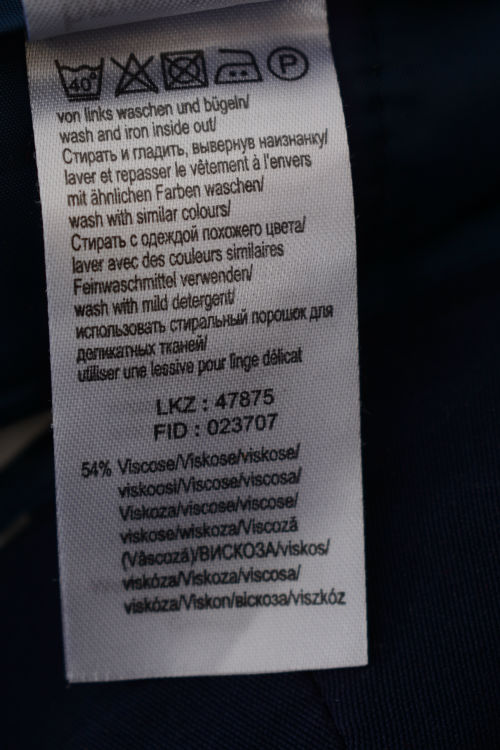 40° P
von links waschen und bügeln/
wash and iron inside out/
Стирать и гладить, вывернув наизнанку/
laver et repasser le vêtement à l'envers
mit ähnlichen Farben waschen/
wash with similar colours/
Стирать с одеждой похожего цвета/
laver avec des couleurs similaires
Feinwaschmittel verwenden/
wash with mild detergent/
использовать стиральный порошок для
деликатных тканей/
utiliser une lessive pour linge délicat
LKZ : 47875
FID : 023707
54% Viscose/Viskose/viskose/
viskoosi/Viscose/viscosa/
Viskoza/viscose/viscose/
viskose/wiskoza/Viscoză
(Vâscoză)/ВИСКОЗА/viskos/
viskóza/Viskoza/viscosa/
viskóza/Viskon/віскоза/viszkóz